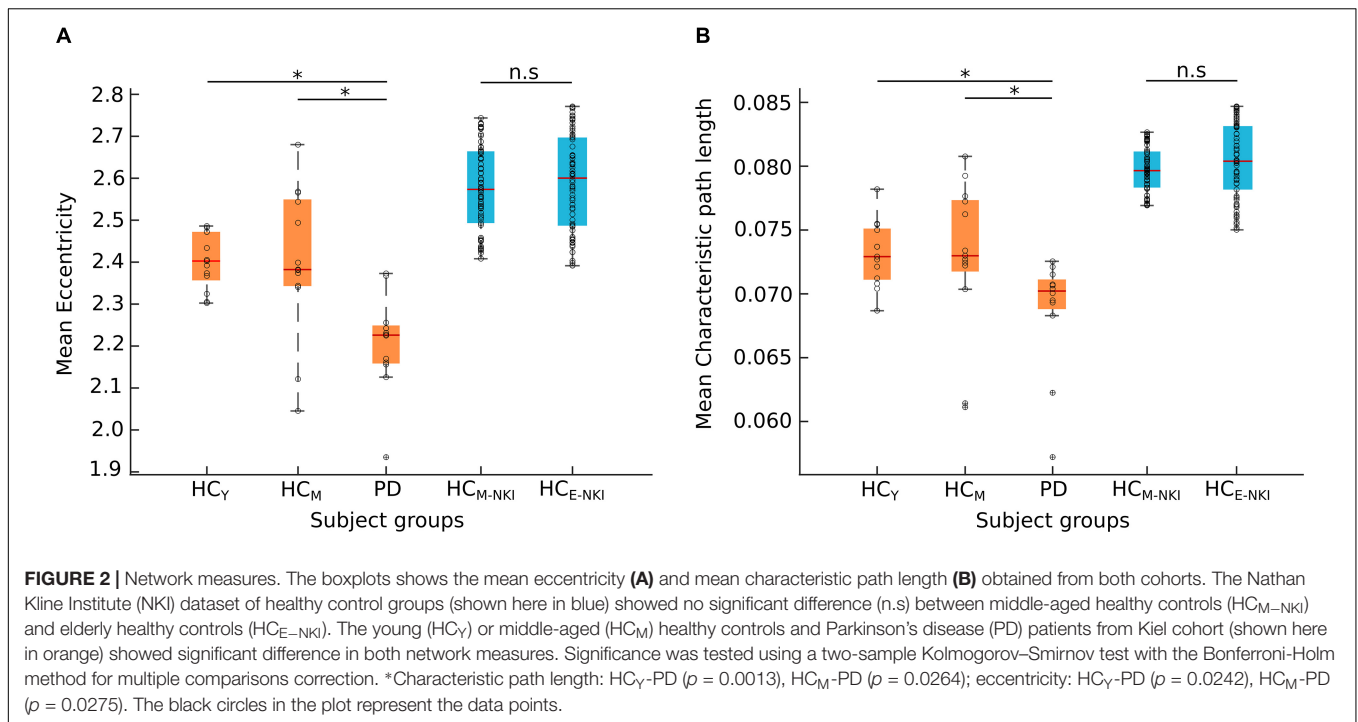 A
B
* n.s
*
2.8
2.7
2.6
2.5
2.4
2.3
2.2
2.1
2.0
1.9
Mean Eccentricity
HCY HCM PD HCM-NKI HCE-NKI
Subject groups
* n.s
*
0.085
0.080
0.075
0.070
0.065
0.060
Mean Characteristic path length
HCY HCM PD HCM-NKI HCE-NKI
Subject groups
FIGURE 2 | Network measures. The boxplots shows the mean eccentricity (A) and mean characteristic path length (B) obtained from both cohorts. The Nathan
Kline Institute (NKI) dataset of healthy control groups (shown here in blue) showed no significant difference (n.s) between middle-aged healthy controls (HCM–NKI)
and elderly healthy controls (HCE–NKI). The young (HCY) or middle-aged (HCM) healthy controls and Parkinson's disease (PD) patients from Kiel cohort (shown here
in orange) showed significant difference in both network measures. Significance was tested using a two-sample Kolmogorov–Smirnov test with the Bonferroni-Holm
method for multiple comparisons correction. *Characteristic path length: HCY-PD (p = 0.0013), HCM-PD (p = 0.0264); eccentricity: HCY-PD (p = 0.0242), HCM-PD
(p = 0.0275). The black circles in the plot represent the data points.